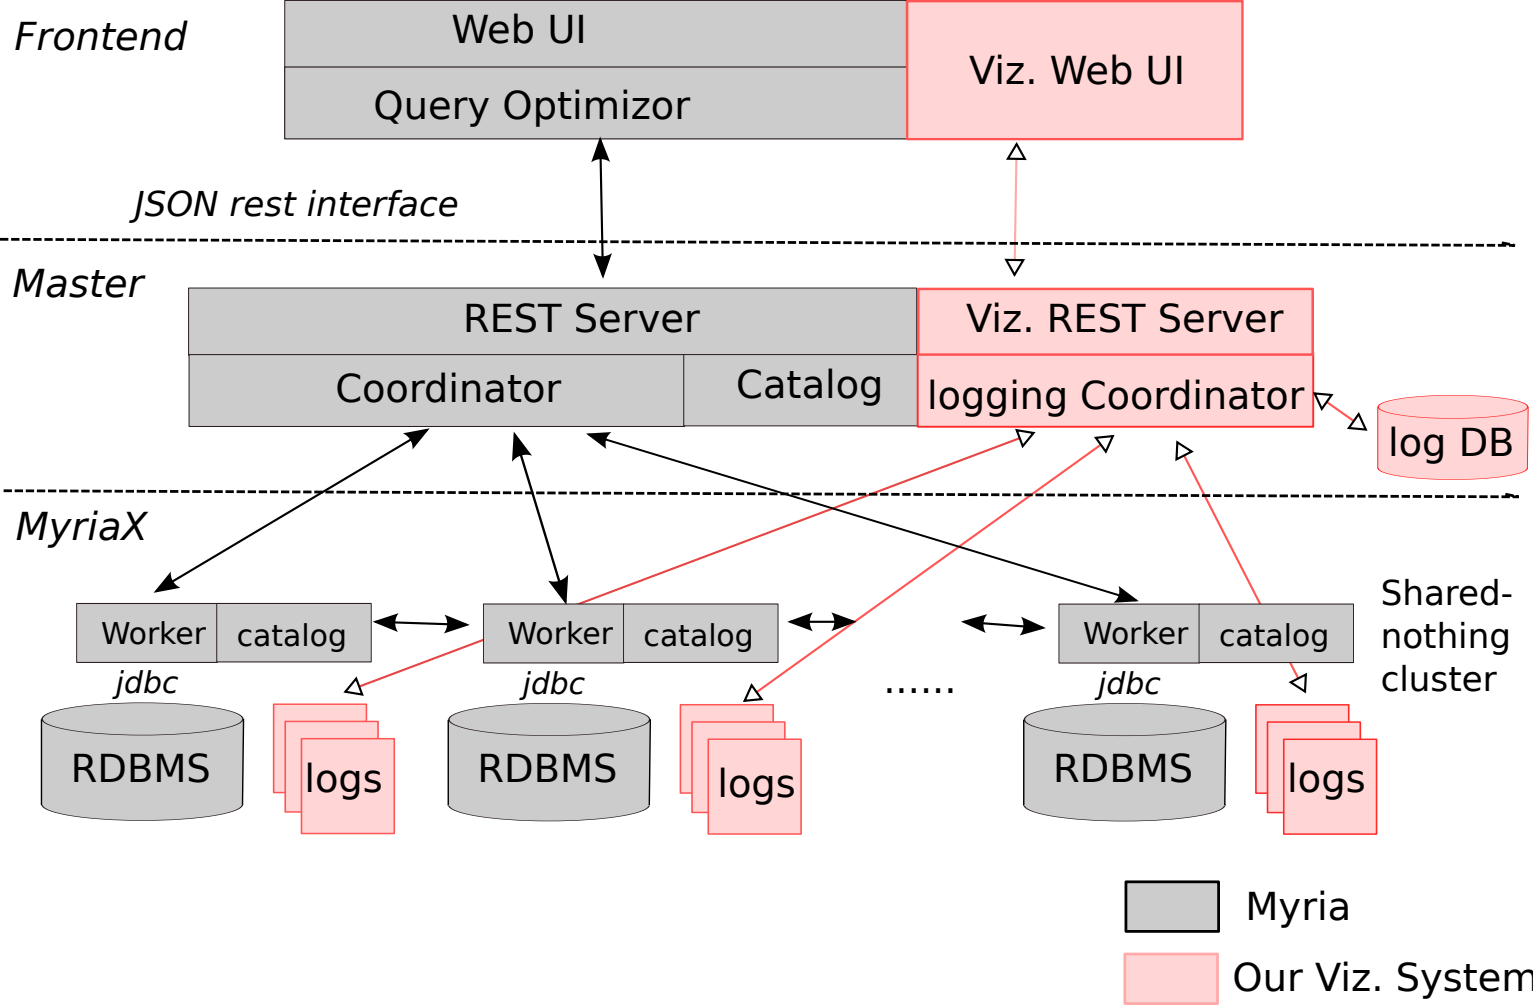 Frontend
Web UI
Viz. Web UI
Query Optimizor
JSON rest interface
Master
REST Server
Viz. REST Server
Coordinator
Catalog
logging Coordinator
log DB
MyriaX
Shared-
nothing
cluster
Worker
catalog
Worker
catalog
Worker
catalog
jdbc
jdbc
......
jdbc
RDBMS
logs
RDBMS
logs
RDBMS
logs
Myria
Our Viz. System